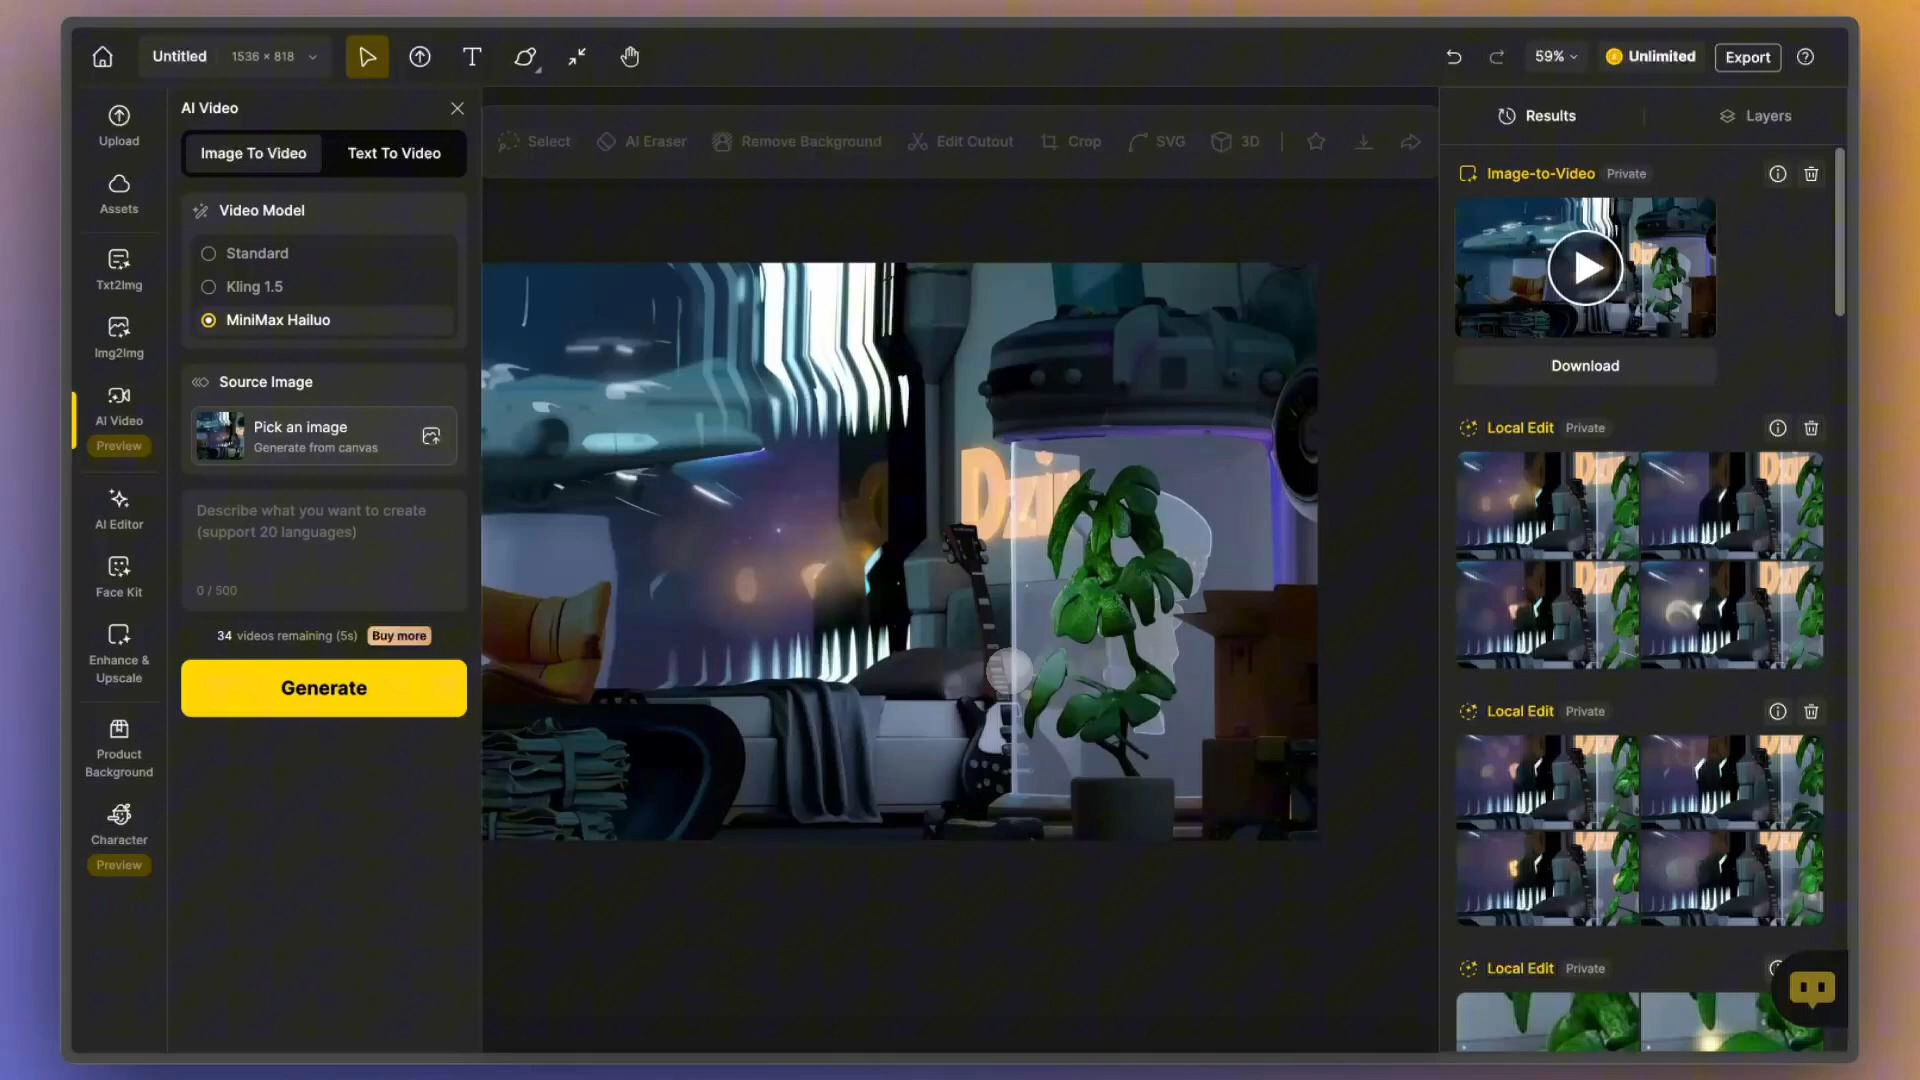 Untitled 1536 × 818
59% Unlimited Export
Upload
Assets
Txt2Img
Img2Img
AI Video
Preview
AI Editor
Face Kit
Enhance &
Upscale
Product
Background
Character
Preview
AI Video
Image To Video Text To Video
Video Model
Standard
Kling 1.5
MiniMax Hailuo
Source Image
Pick an image
Generate from canvas
Describe what you want to create
(support 20 languages)
0 / 500
34 videos remaining (5s) Buy more
Generate
Select AI Eraser Remove Background Edit Cutout Crop SVG 3D
Results Layers
Image-to-Video Private
Download
Local Edit Private
Local Edit Private
Local Edit Private